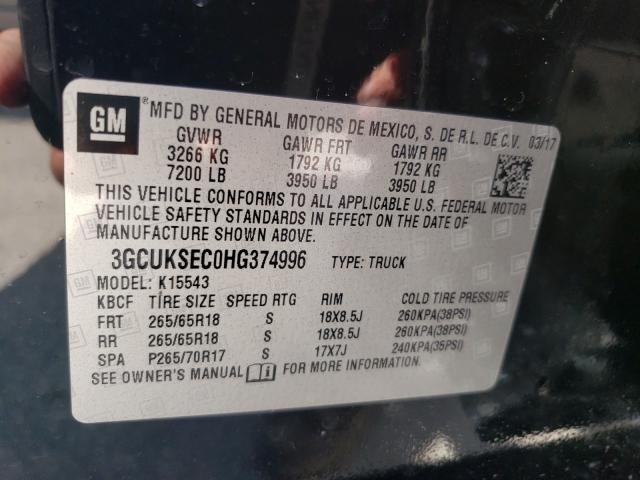 GM
® MFD BY GENERAL MOTORS DE MEXICO, S. DE R.L. DE C.V. 03/17
GVWR GAWR FRT GAWR RR
3266 KG 1792 KG 1792 KG
7200 LB 3950 LB 3950 LB
THIS VEHICLE CONFORMS TO ALL APPLICABLE U.S. FEDERAL MOTOR
VEHICLE SAFETY STANDARDS IN EFFECT ON THE DATE OF
MANUFACTURE SHOWN ABOVE.
3GCUKSEC0HG374996 TYPE: TRUCK
MODEL: K15543
KBCF TIRE SIZE SPEED RTG RIM COLD TIRE PRESSURE
FRT 265/65R18 S 18X8.5J 260KPA(38PSI)
RR 265/65R18 S 18X8.5J 260KPA(38PSI)
SPA P265/70R17 S 17X7J 240KPA(35PSI)
SEE OWNER'S MANUAL FOR MORE INFORMATION.